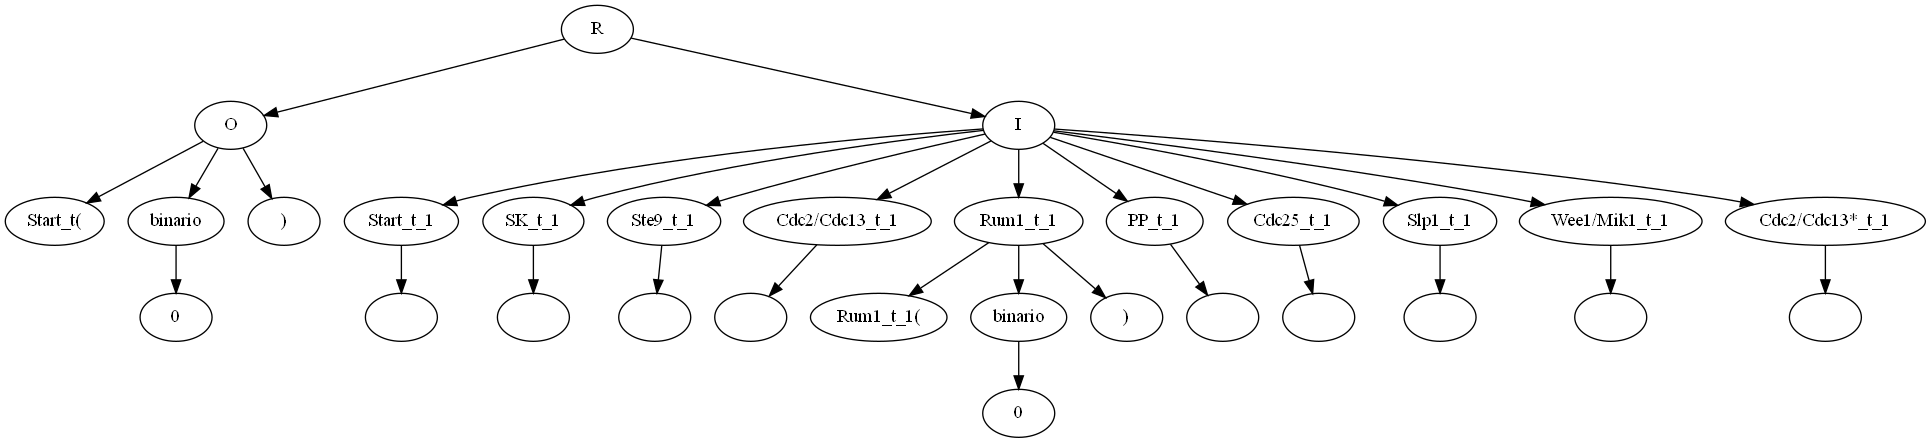 R
O
I
Start_t(
binario
)
Start_t_1
SK_t_1
Ste9_t_1
Cdc2/Cdc13_t_1
Rum1_t_1
PP_t_1
Cdc25_t_1
Slp1_t_1
Wee1/Mik1_t_1
Cdc2/Cdc13*_t_1
0
Rum1_t_1(
binario
)
0